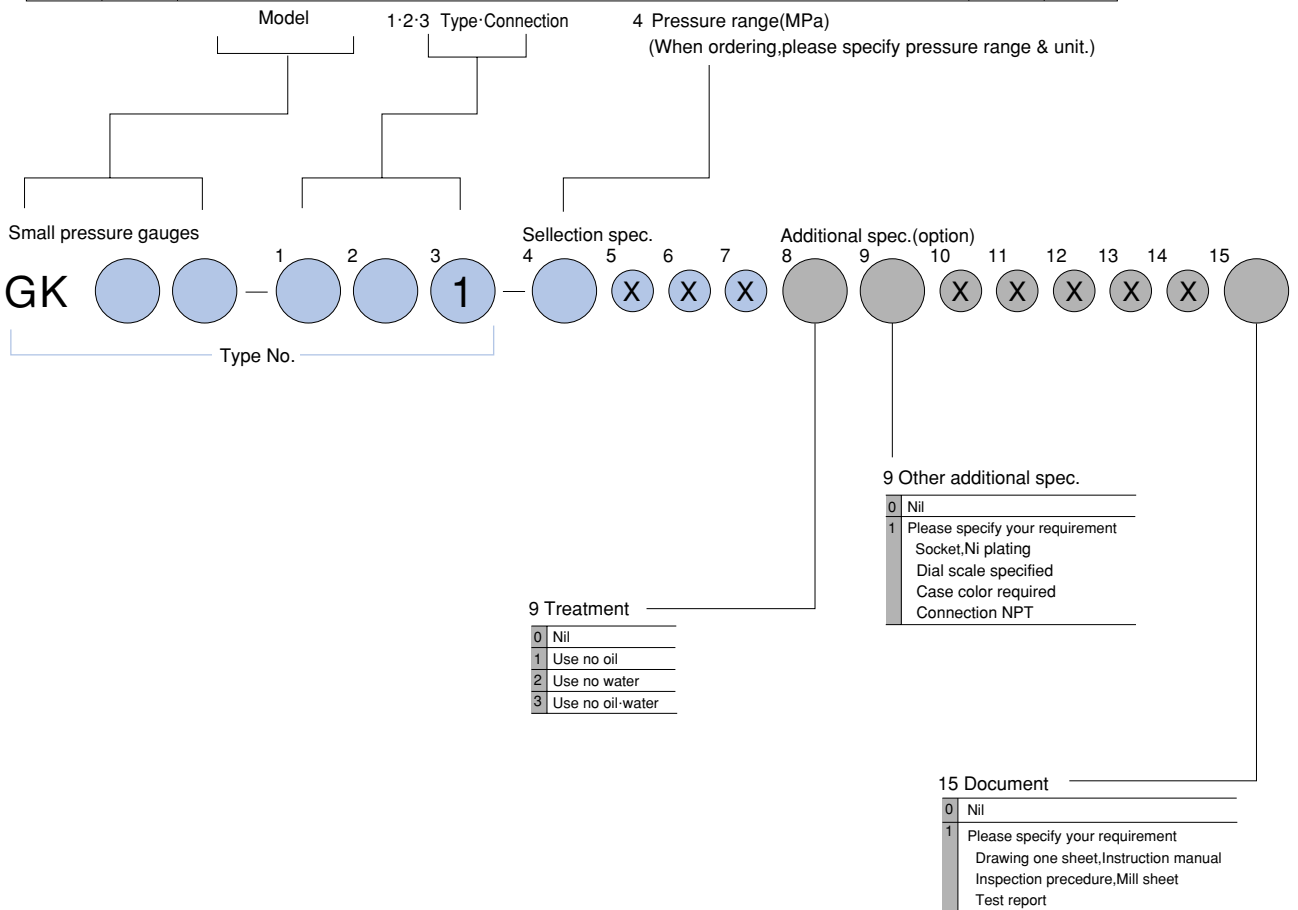 Model
1·2·3 Type·Connection
4 Pressure range(MPa)
(When ordering,please specify pressure range & unit.)
Small pressure gauges
Sellection spec.
Additional spec.(option)
1 2 3 4 5 6 7 8 9 10 11 12 13 14 15
GK — 1 — X X X X X X X X
Type No.
9 Other additional spec.
0 Nil
1 Please specify your requirement
Socket,Ni plating
Dial scale specified
Case color required
Connection NPT
9 Treatment
0 Nil
1 Use no oil
2 Use no water
3 Use no oil·water
15 Document
0 Nil
1 Please specify your requirement
Drawing one sheet,Instruction manual
Inspection precedure,Mill sheet
Test report